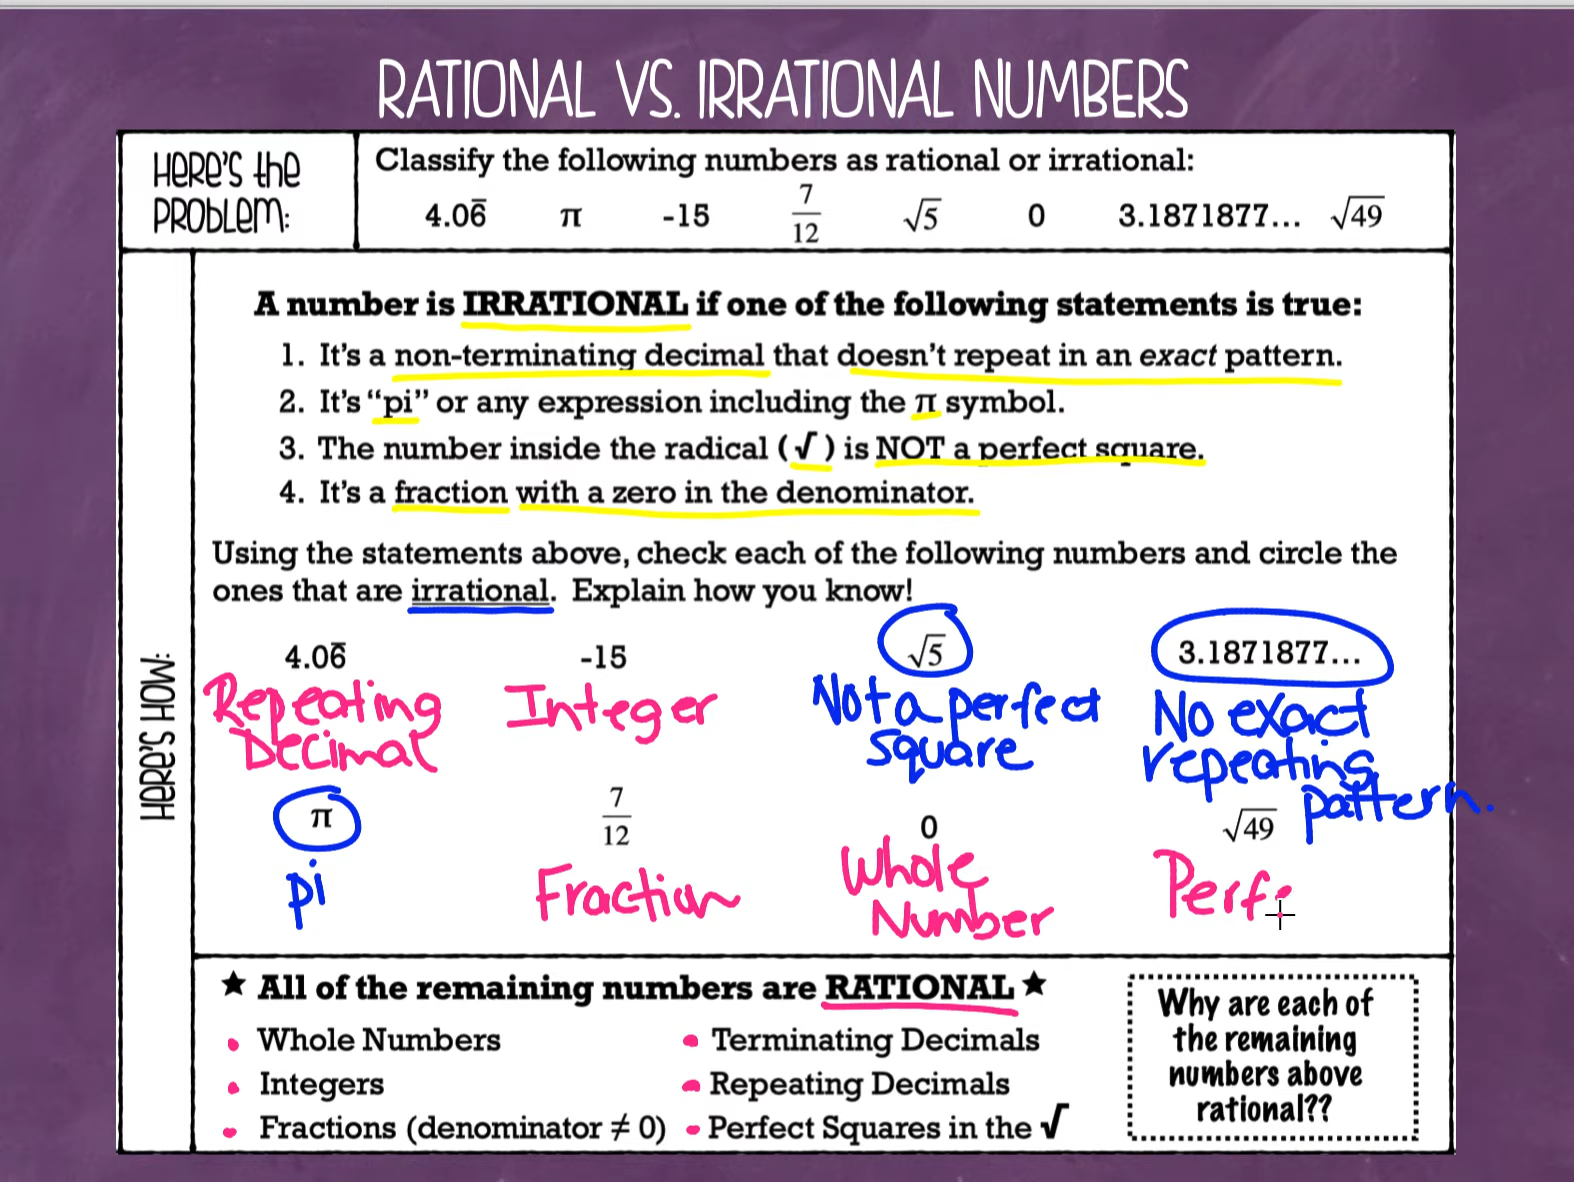 RATIONAL VS. IRRATIONAL NUMBERS
HERE'S the
PROBLEM:
Classify the following numbers as rational or irrational:
4.06̅ π -15 7/12 √5 0 3.1871877... √49
A number is IRRATIONAL if one of the following statements is true:
1. It's a non-terminating decimal that doesn't repeat in an exact pattern.
2. It's “pi” or any expression including the π symbol.
3. The number inside the radical (√) is NOT a perfect square.
4. It's a fraction with a zero in the denominator.
Using the statements above, check each of the following numbers and circle the
ones that are irrational. Explain how you know!
HERE'S HOW:
4.06̅ -15 √5 3.1871877...
Repeating Decimal
Integer
Not a perfect square
No exact repeating pattern.
π 7/12 0 √49
pi
Fraction
Whole Number
Perf
★ All of the remaining numbers are RATIONAL ★
• Whole Numbers
• Integers
• Fractions (denominator ≠ 0)
• Terminating Decimals
• Repeating Decimals
• Perfect Squares in the √
Why are each of
the remaining
numbers above
rational??